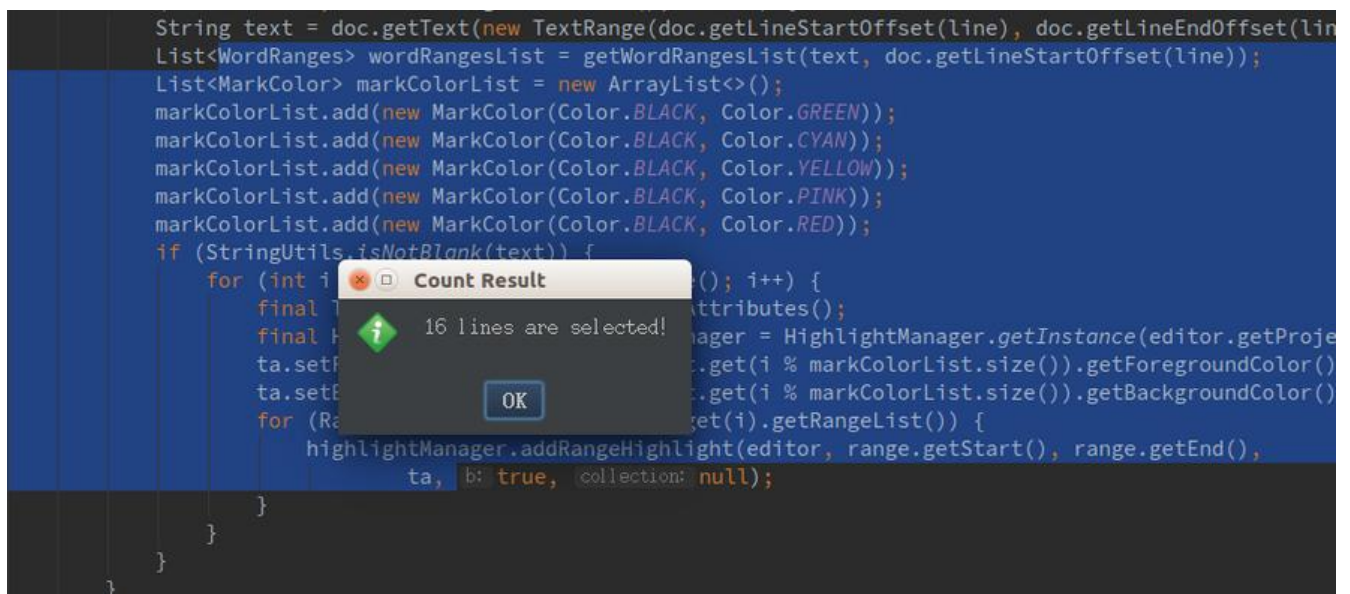 String text = doc.getText(new TextRange(doc.getLineStartOffset(line), doc.getLineEndOffset(lin
List<WordRanges> wordRangesList = getWordRangesList(text, doc.getLineStartOffset(line));
List<MarkColor> markColorList = new ArrayList<>();
markColorList.add(new MarkColor(Color.BLACK, Color.GREEN));
markColorList.add(new MarkColor(Color.BLACK, Color.CYAN));
markColorList.add(new MarkColor(Color.BLACK, Color.YELLOW));
markColorList.add(new MarkColor(Color.BLACK, Color.PINK));
markColorList.add(new MarkColor(Color.BLACK, Color.RED));
if (StringUtils.isNotBlank(text)) {
for (int i (); i++) {
final ttributes();
final ager = HighlightManager.getInstance(editor.getProje
ta.set .get(i % markColorList.size()).getForegroundColor()
ta.set .get(i % markColorList.size()).getBackgroundColor()
for (Ra et(i).getRangeList()) {
highlightManager.addRangeHighlight(editor, range.getStart(), range.getEnd(),
ta, b: true, collection: null);
}
}
}
}
Count Result
16 lines are selected!
OK